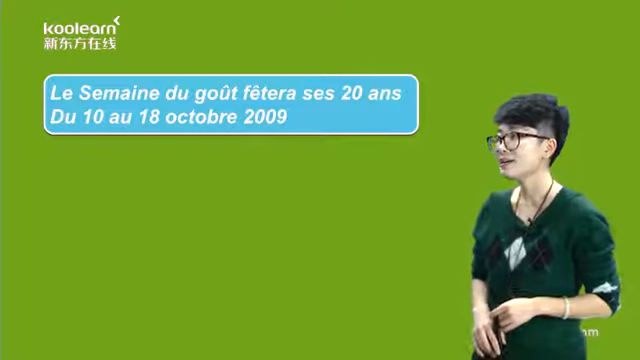 koolearn
新东方在线
Le Semaine du goût fêtera ses 20 ans
Du 10 au 18 octobre 2009